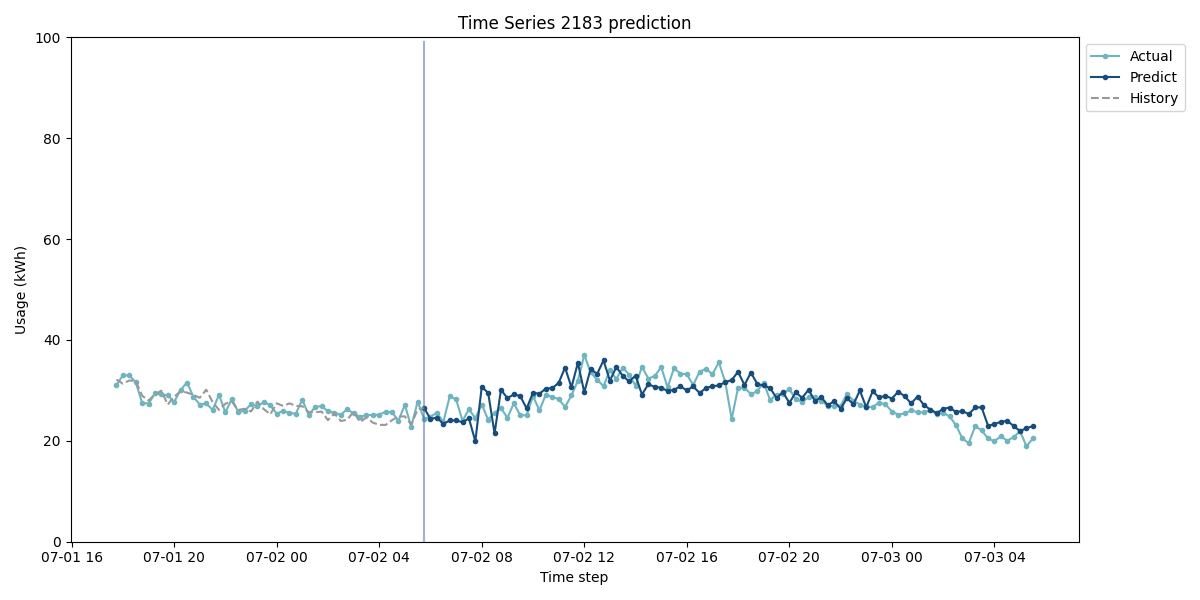 Time Series 2183 prediction
100
80
60
40
20
0
Usage (kWh)
07-01 16
07-01 20
07-02 00
07-02 04
07-02 08
07-02 12
07-02 16
07-02 20
07-03 00
07-03 04
Time step
Actual
Predict
History